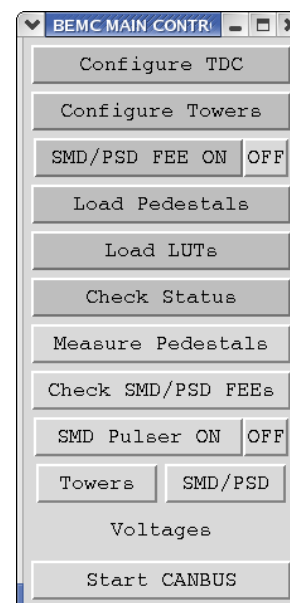 BEMC MAIN CONTR
Configure TDC
Configure Towers
SMD/PSD FEE ON OFF
Load Pedestals
Load LUTs
Check Status
Measure Pedestals
Check SMD/PSD FEEs
SMD Pulser ON OFF
Towers SMD/PSD
Voltages
Start CANBUS